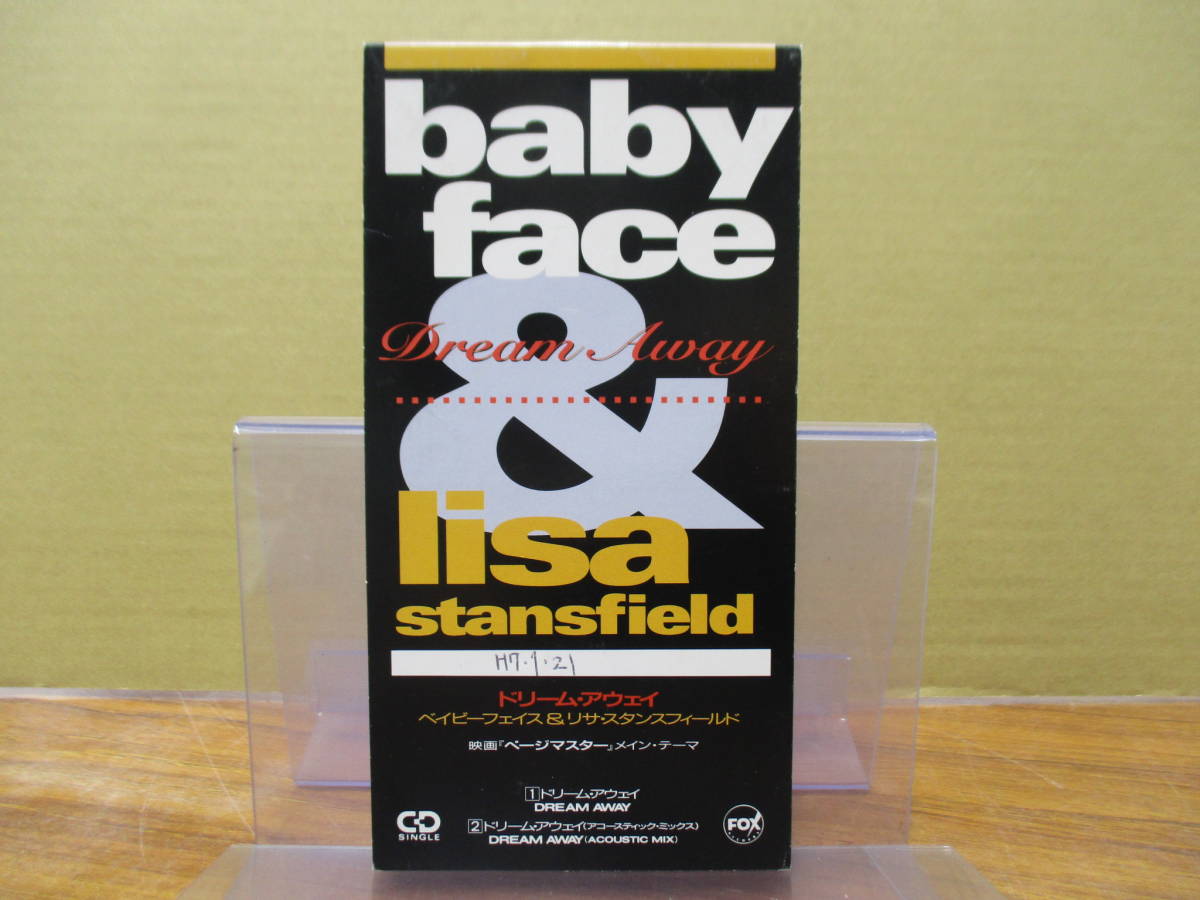 baby
face
&
Dream Away
lisa
stansfield
H7.1.21
ドリーム・アウェイ
ベイビーフェイス&リサ・スタンスフィールド
映画『ページマスター』メイン・テーマ
1 ドリーム・アウェイ
DREAM AWAY
2 ドリーム・アウェイ(アコースティック・ミックス)
DREAM AWAY (ACOUSTIC MIX)
CD
SINGLE
FOX